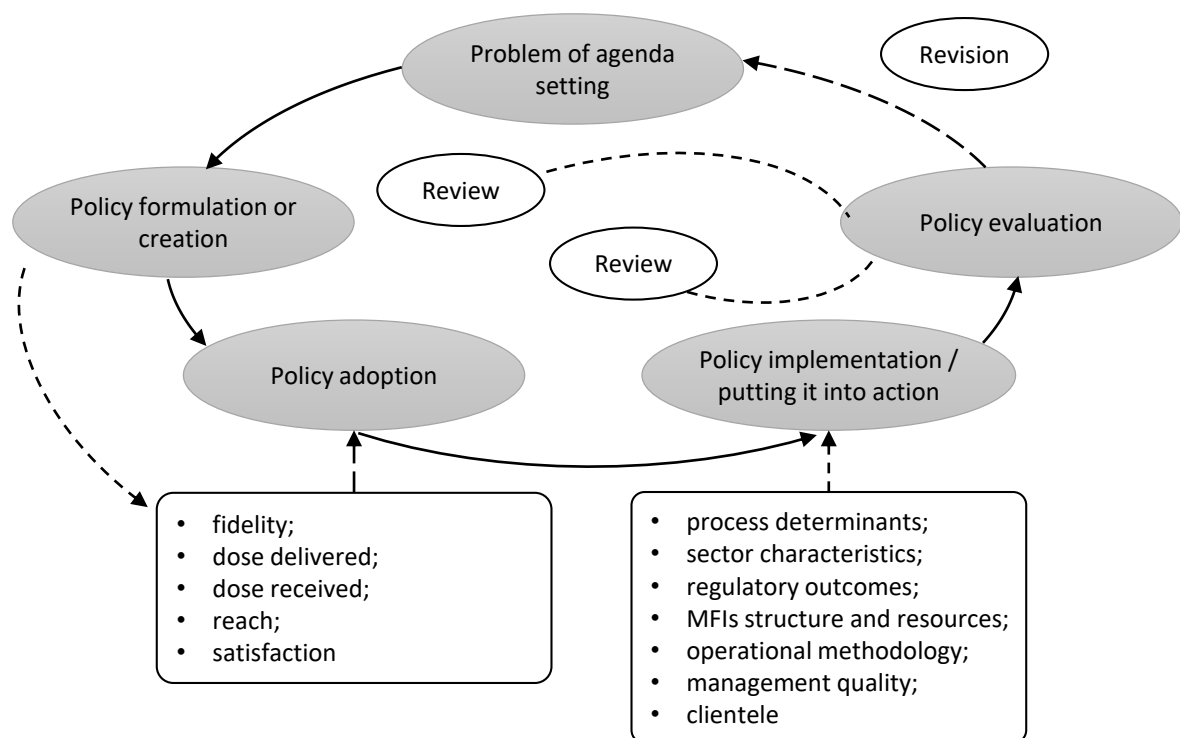 Problem of agenda
setting
Revision
Review
Policy formulation or
creation
Policy evaluation
Review
Policy adoption
Policy implementation /
putting it into action
• fidelity;
• dose delivered;
• dose received;
• reach;
• satisfaction
• process determinants;
• sector characteristics;
• regulatory outcomes;
• MFIs structure and resources;
• operational methodology;
• management quality;
• clientele